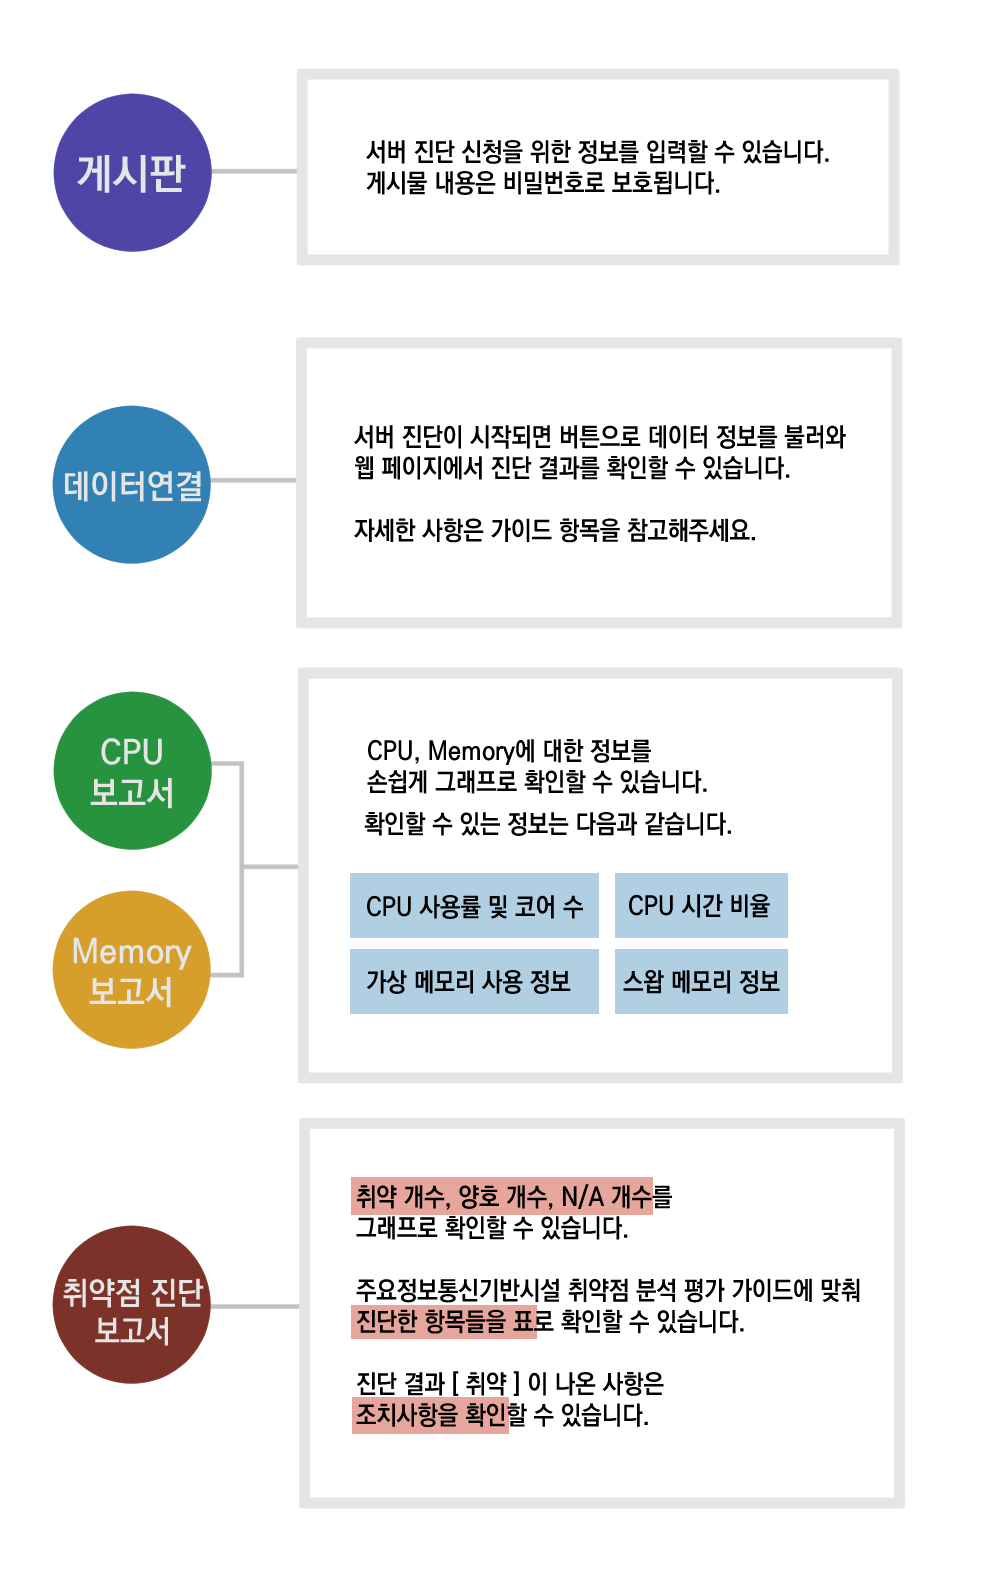 게시판
서버 진단 신청을 위한 정보를 입력할 수 있습니다.
게시물 내용은 비밀번호로 보호됩니다.
데이터연결
서버 진단이 시작되면 버튼으로 데이터 정보를 불러와
웹 페이지에서 진단 결과를 확인할 수 있습니다.
자세한 사항은 가이드 항목을 참고해주세요.
CPU
보고서
Memory
보고서
CPU, Memory에 대한 정보를
손쉽게 그래프로 확인할 수 있습니다.
확인할 수 있는 정보는 다음과 같습니다.
CPU 사용률 및 코어 수
CPU 시간 비율
가상 메모리 사용 정보
스왑 메모리 정보
취약점 진단
보고서
취약 개수, 양호 개수, N/A 개수를
그래프로 확인할 수 있습니다.
주요정보통신기반시설 취약점 분석 평가 가이드에 맞춰
진단한 항목들을 표로 확인할 수 있습니다.
진단 결과 [ 취약 ] 이 나온 사항은
조치사항을 확인할 수 있습니다.